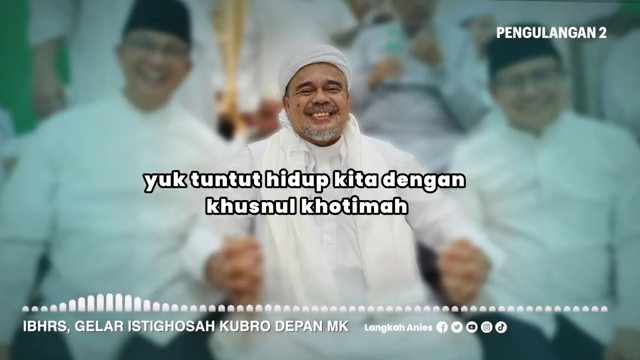 PENGULANGAN 2
yuk tuntut hidup kita dengan
khusnul khotimah
IBHRS, GELAR ISTIGHOSAH KUBRO DEPAN MK
Langkah Anies